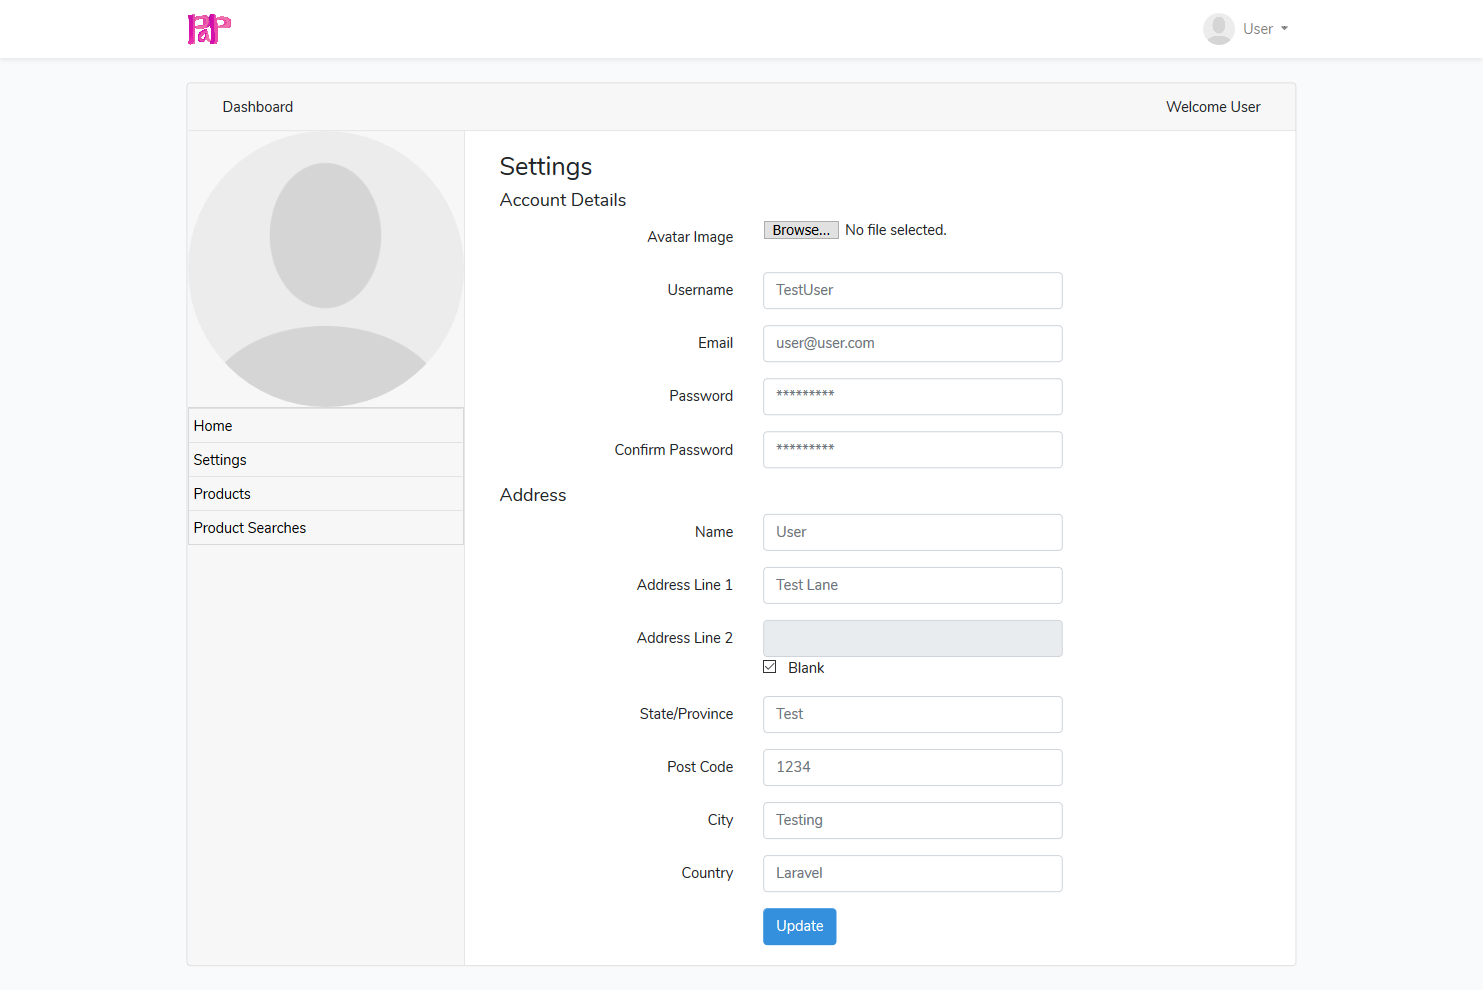 PaP
User
Dashboard
Welcome User
Settings
Account Details
Avatar Image
Browse... No file selected.
Username
TestUser
Email
user@user.com
Password
*********
Confirm Password
*********
Home
Settings
Products
Product Searches
Address
Name
User
Address Line 1
Test Lane
Address Line 2
Blank
State/Province
Test
Post Code
1234
City
Testing
Country
Laravel
Update